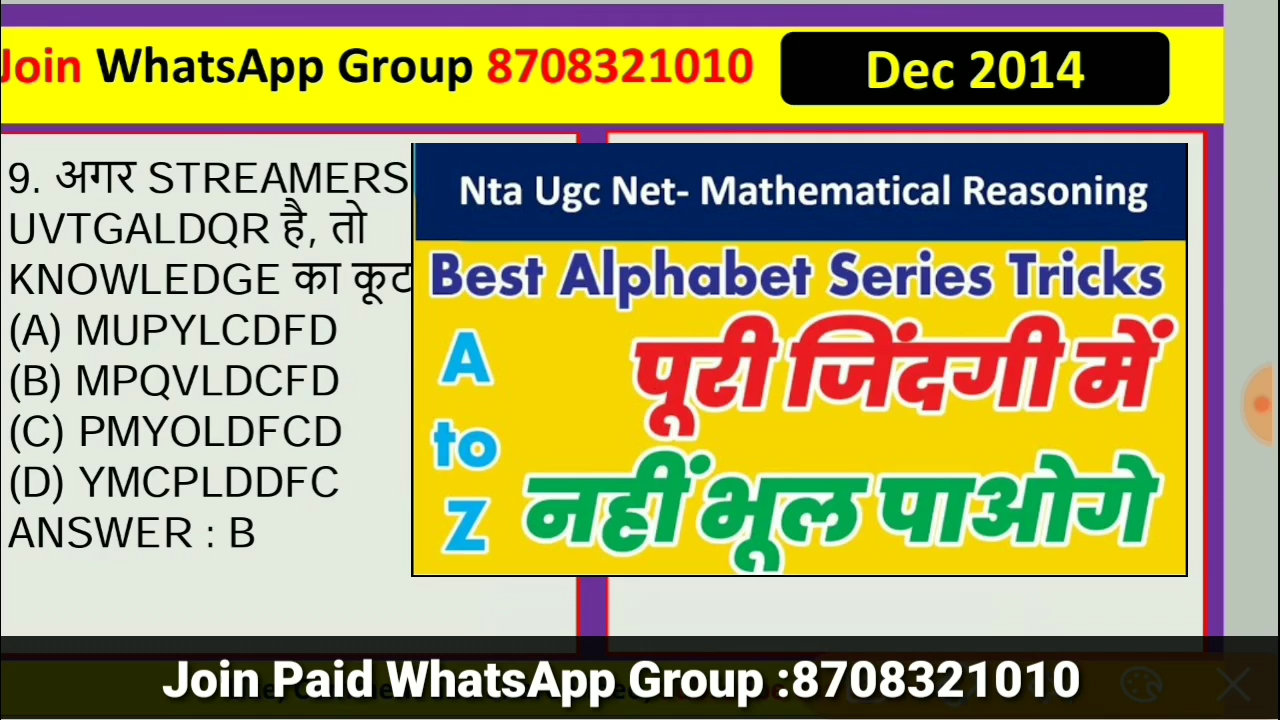 Join WhatsApp Group 8708321010
Dec 2014
9. अगर STREAMERS
UVTGALDQR है, तो
KNOWLEDGE का कूट
(A) MUPYLCDFD
(B) MPQVLDCFD
(C) PMYOLDFCD
(D) YMCPLDDFC
ANSWER : B
Nta Ugc Net- Mathematical Reasoning
Best Alphabet Series Tricks
A
to
Z
पूरी जिंदगी में
नहीं भूल पाओगे
Join Paid WhatsApp Group :8708321010